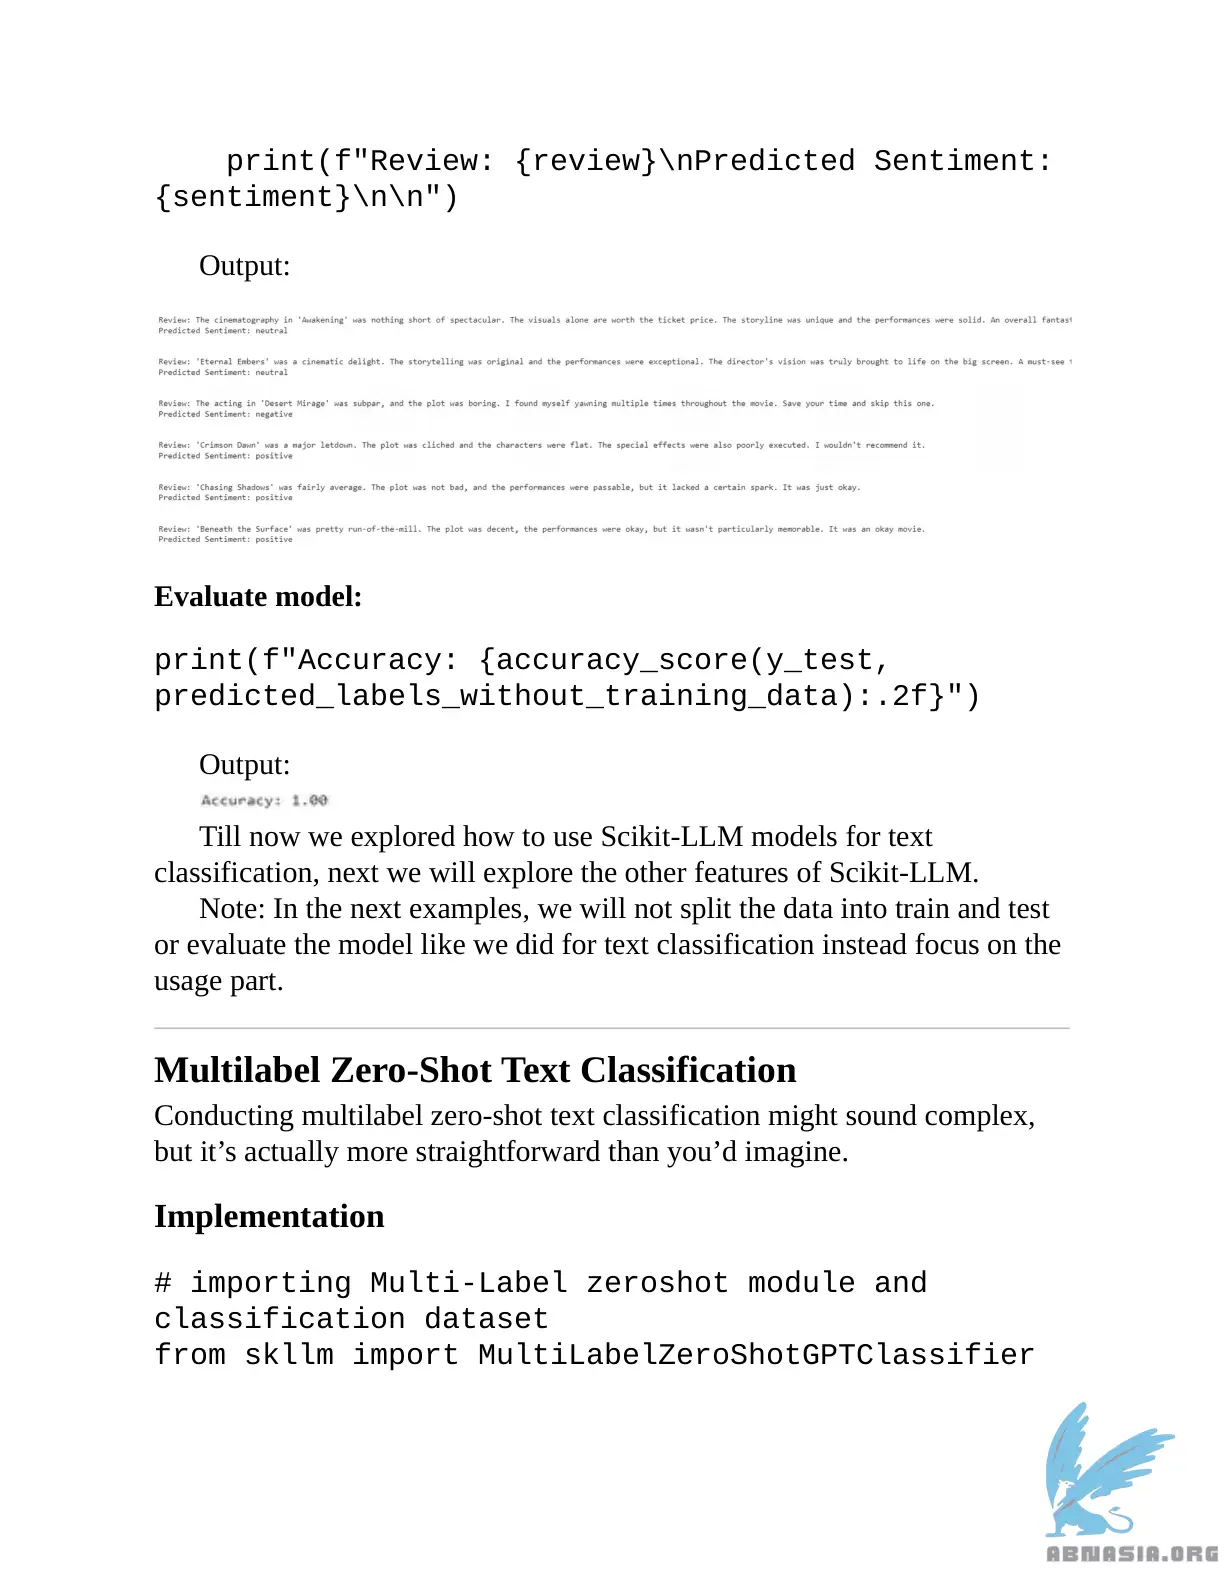 print(f"Review: {review}\nPredicted Sentiment:
{sentiment}\n\n")
Output:
Review: The cinematography in 'Awakening' was nothing short of spectacular. The visuals alone are worth the ticket price. The storyline was unique and the performances were solid. An overall fantast
Predicted Sentiment: neutral
Review: 'Eternal Embers' was a cinematic delight. The storytelling was original and the performances were exceptional. The director's vision was truly brought to life on the big screen. A must-see
Predicted Sentiment: neutral
Review: The acting in 'Desert Mirage' was subpar, and the plot was boring. I found myself yawning multiple times throughout the movie. Save your time and skip this one.
Predicted Sentiment: negative
Review: 'Crimson Dawn' was a major letdown. The plot was cliched and the characters were flat. The special effects were also poorly executed. I wouldn't recommend it.
Predicted Sentiment: positive
Review: 'Chasing Shadows' was fairly average. The plot was not bad, and the performances were passable, but it lacked a certain spark. It was just okay.
Predicted Sentiment: positive
Review: 'Beneath the Surface' was pretty run-of-the-mill. The plot was decent, the performances were okay, but it wasn't particularly memorable. It was an okay movie.
Predicted Sentiment: positive
Evaluate model:
print(f"Accuracy: {accuracy_score(y_test,
predicted_labels_without_training_data):.2f}")
Output:
Accuracy: 1.00
Till now we explored how to use Scikit-LLM models for text
classification, next we will explore the other features of Scikit-LLM.
Note: In the next examples, we will not split the data into train and test
or evaluate the model like we did for text classification instead focus on the
usage part.
Multilabel Zero-Shot Text Classification
Conducting multilabel zero-shot text classification might sound complex,
but it’s actually more straightforward than you’d imagine.
Implementation
# importing Multi-Label zeroshot module and
classification dataset
from skllm import MultiLabelZeroShotGPTClassifier
ABNASIA.ORG